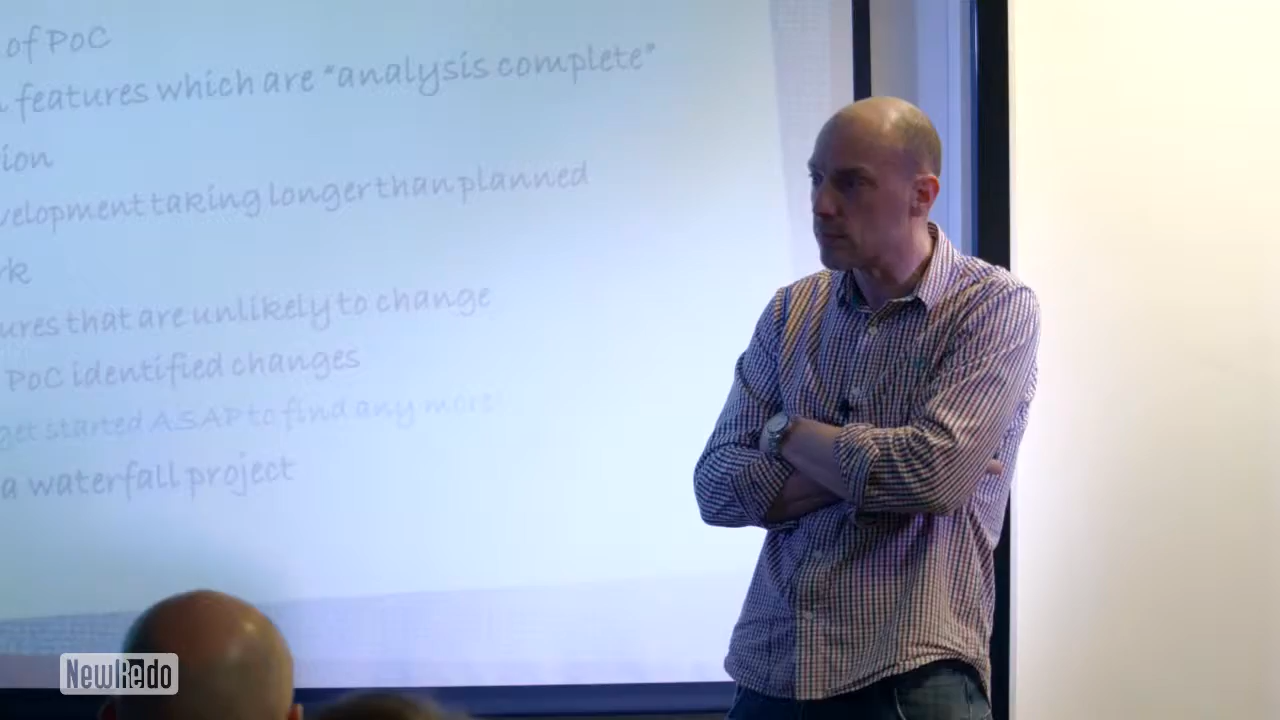 of PoC
features which are "analysis complete"
ion
velopment taking longer than planned
rk
ures that are unlikely to change
PoC identified changes
get started ASAP to find any more
a waterfall project
NewRedo